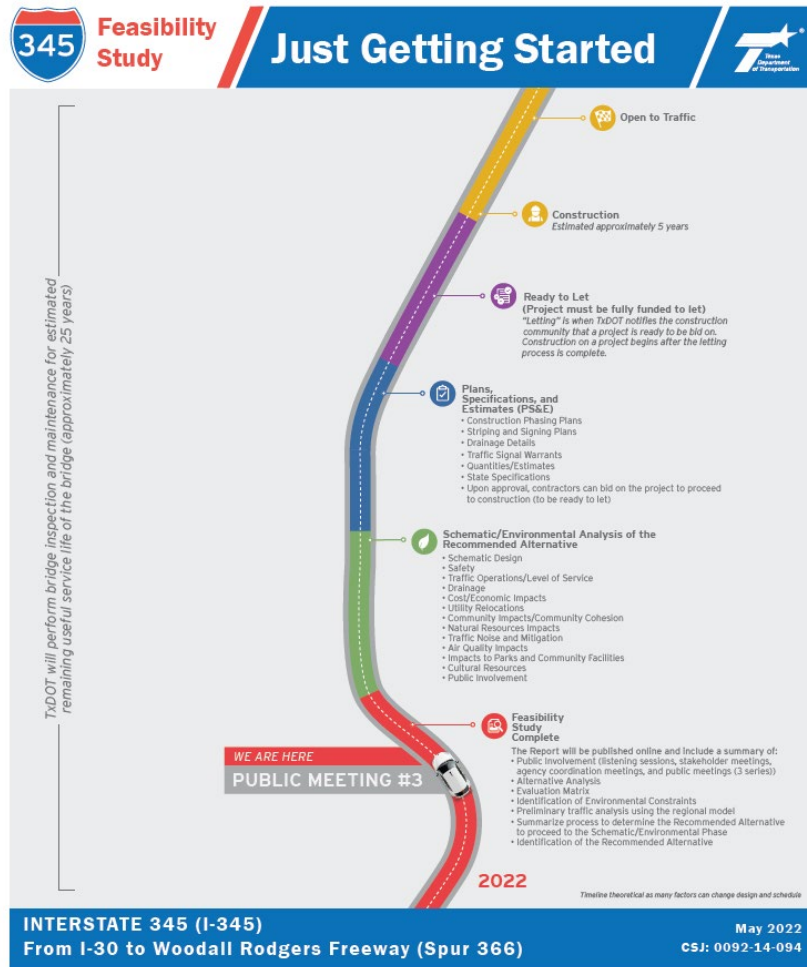 345
Feasibility
Study
Just Getting Started
Texas
Department
of Transportation
Open to Traffic
Construction
Estimated approximately 5 years
Ready to Let
(Project must be fully funded to let)
"Letting" is when TxDOT notifies the construction
community that a project is ready to be bid on.
Construction on a project begins after the letting
process is complete.
Plans,
Specifications, and
Estimates (PS&E)
• Construction Phasing Plans
• Striping and Signing Plans
• Drainage Details
• Traffic Signal Warrants
• Quantities/Estimates
• State Specifications
• Upon approval, contractors can bid on the project to proceed
to construction (to be ready to let)
TxDOT will perform bridge inspection and maintenance for estimated
remaining useful service life of the bridge (approximately 25 years)
Schematic/Environmental Analysis of the
Recommended Alternative
• Schematic Design
• Safety
• Traffic Operations/Level of Service
• Drainage
• Cost/Economic Impacts
• Utility Relocations
• Community Impacts/Community Cohesion
• Natural Resources Impacts
• Traffic Noise and Mitigation
• Air Quality Impacts
• Impacts to Parks and Community Facilities
• Cultural Resources
• Public Involvement
Feasibility
Study
Complete
The Report will be published online and include a summary of:
• Public Involvement (listening sessions, stakeholder meetings,
agency coordination meetings, and public meetings (3 series))
• Alternative Analysis
• Evaluation Matrix
• Identification of Environmental Constraints
• Preliminary traffic analysis using the regional model
• Summarize process to determine the Recommended Alternative
to proceed to the Schematic/Environmental Phase
• Identification of the Recommended Alternative
WE ARE HERE
PUBLIC MEETING #3
2022
Timeline theoretical as many factors can change design and schedule
INTERSTATE 345 (I-345)
From I-30 to Woodall Rodgers Freeway (Spur 366)
May 2022
CSJ: 0092-14-094